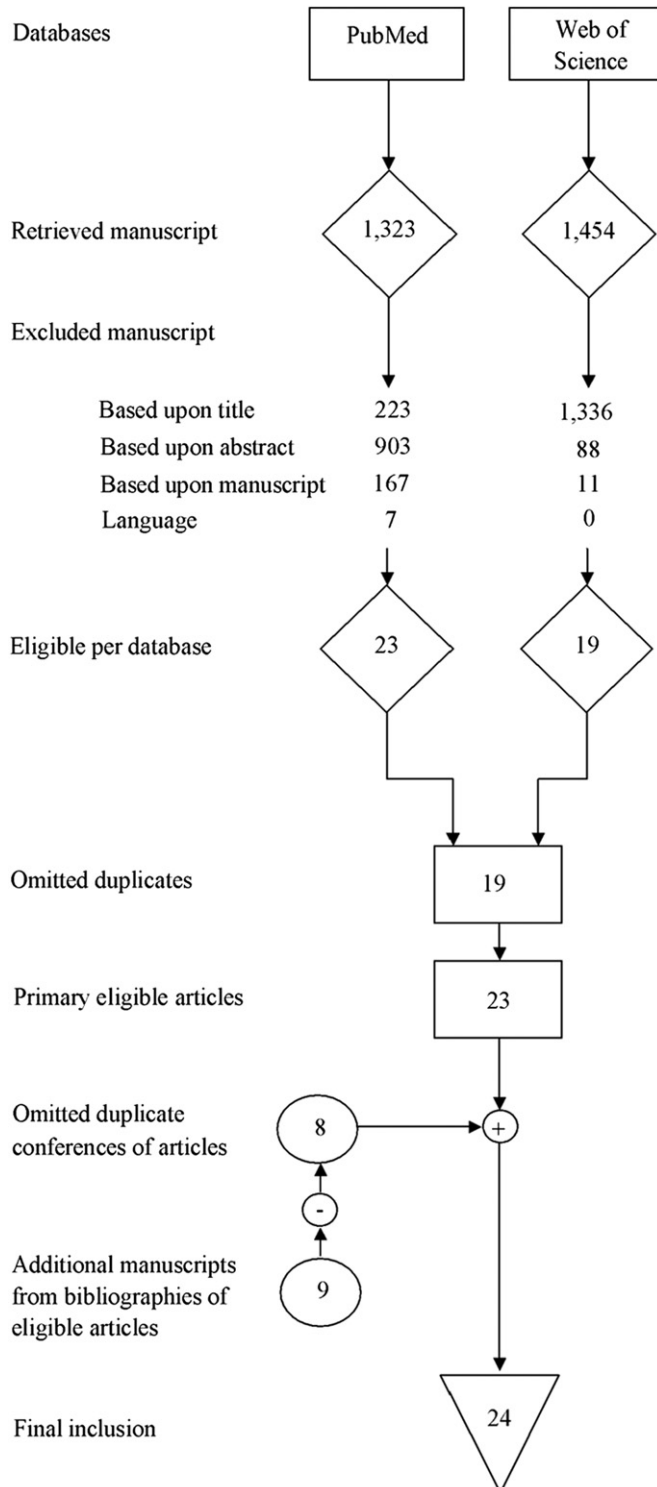 Databases PubMed Web of
Science
Retrieved manuscript 1,323 1,454
Excluded manuscript
Based upon title 223 1,336
Based upon abstract 903 88
Based upon manuscript 167 11
Language 7 0
Eligible per database 23 19
Omitted duplicates 19
Primary eligible articles 23
Omitted duplicate
conferences of articles 8 +
-
Additional manuscripts
from bibliographies of 9
eligible articles
Final inclusion 24